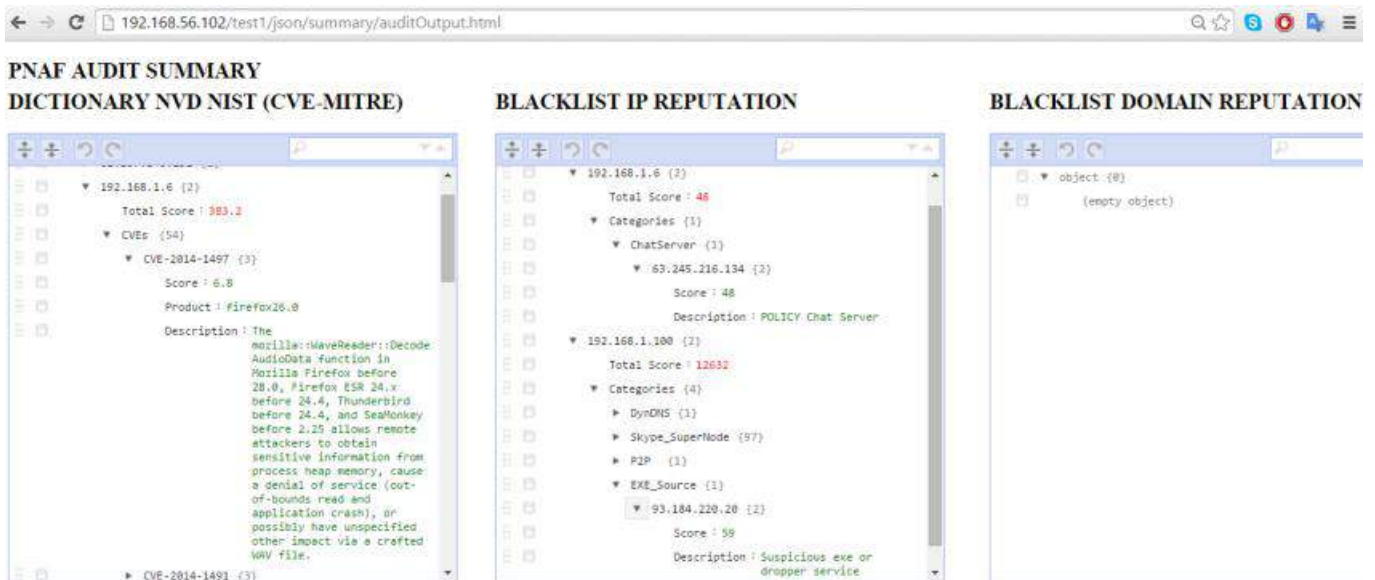 192.168.56.102/test1/json/summary/auditOutput.html
PNAF AUDIT SUMMARY
DICTIONARY NVD NIST (CVE-MITRE)
192.168.1.6 {2}
Total Score : 383.2
CVEs {54}
CVE-2014-1497 {3}
Score : 6.8
Product : firefox26.0
Description : The
mozilla::WaveReader::Decode
AudioData function in
Mozilla Firefox before
28.0, Firefox ESR 24.x
before 24.4, Thunderbird
before 24.4, and SeaMonkey
before 2.25 allows remote
attackers to obtain
sensitive information from
process heap memory, cause
a denial of service (out-
of-bounds read and
application crash), or
possibly have unspecified
other impact via a crafted
WAV file.
CVE-2014-1491 {3}
BLACKLIST IP REPUTATION
192.168.1.6 {2}
Total Score : 48
Categories {1}
ChatServer {1}
63.245.216.134 {2}
Score : 48
Description : POLICY Chat Server
192.168.1.100 {2}
Total Score : 12632
Categories {4}
DynDNS {1}
Skype_SuperNode {97}
P2P {1}
EXE_Source {1}
93.184.220.20 {2}
Score : 59
Description : Suspicious exe or
dropper service
BLACKLIST DOMAIN REPUTATION
object {0}
(empty object)